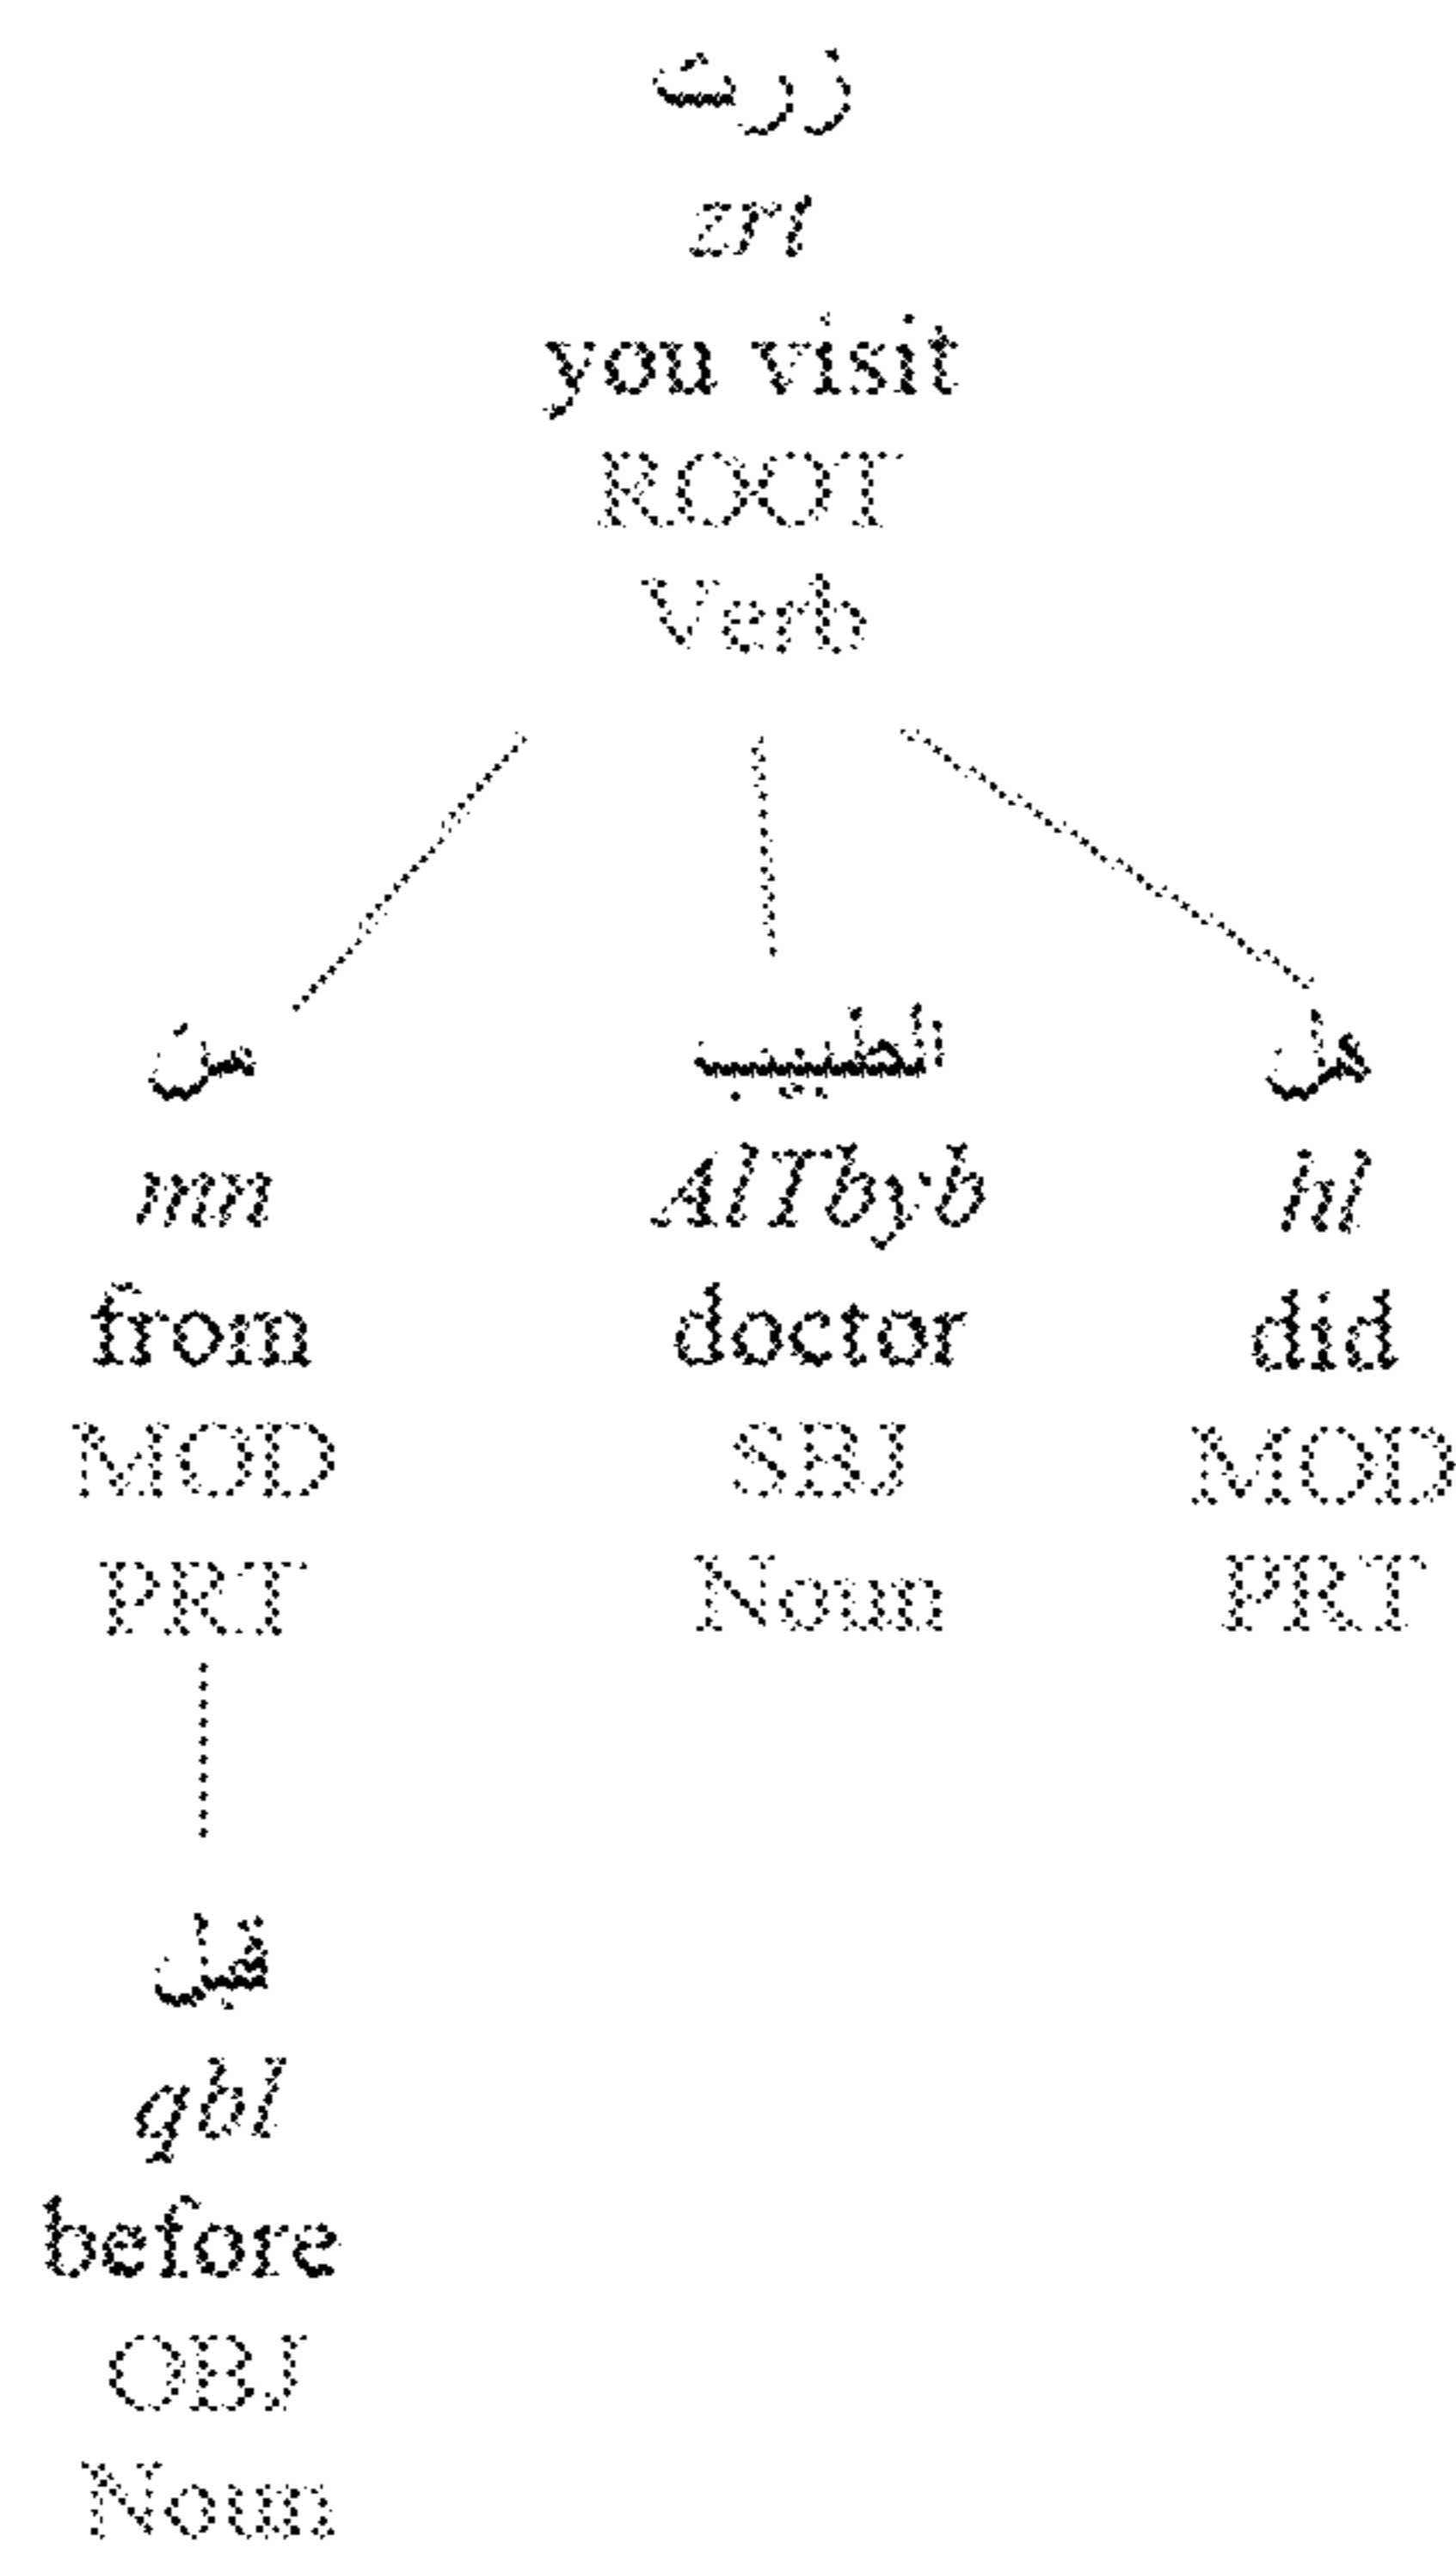 زرت
zrt
you visit
ROOT
Verb
من
mn
from
MOD
PRT
الطبيب
AlTbyb
doctor
SBJ
Noun
هل
hl
did
MOD
PRT
قبل
qbl
before
OBJ
Noun